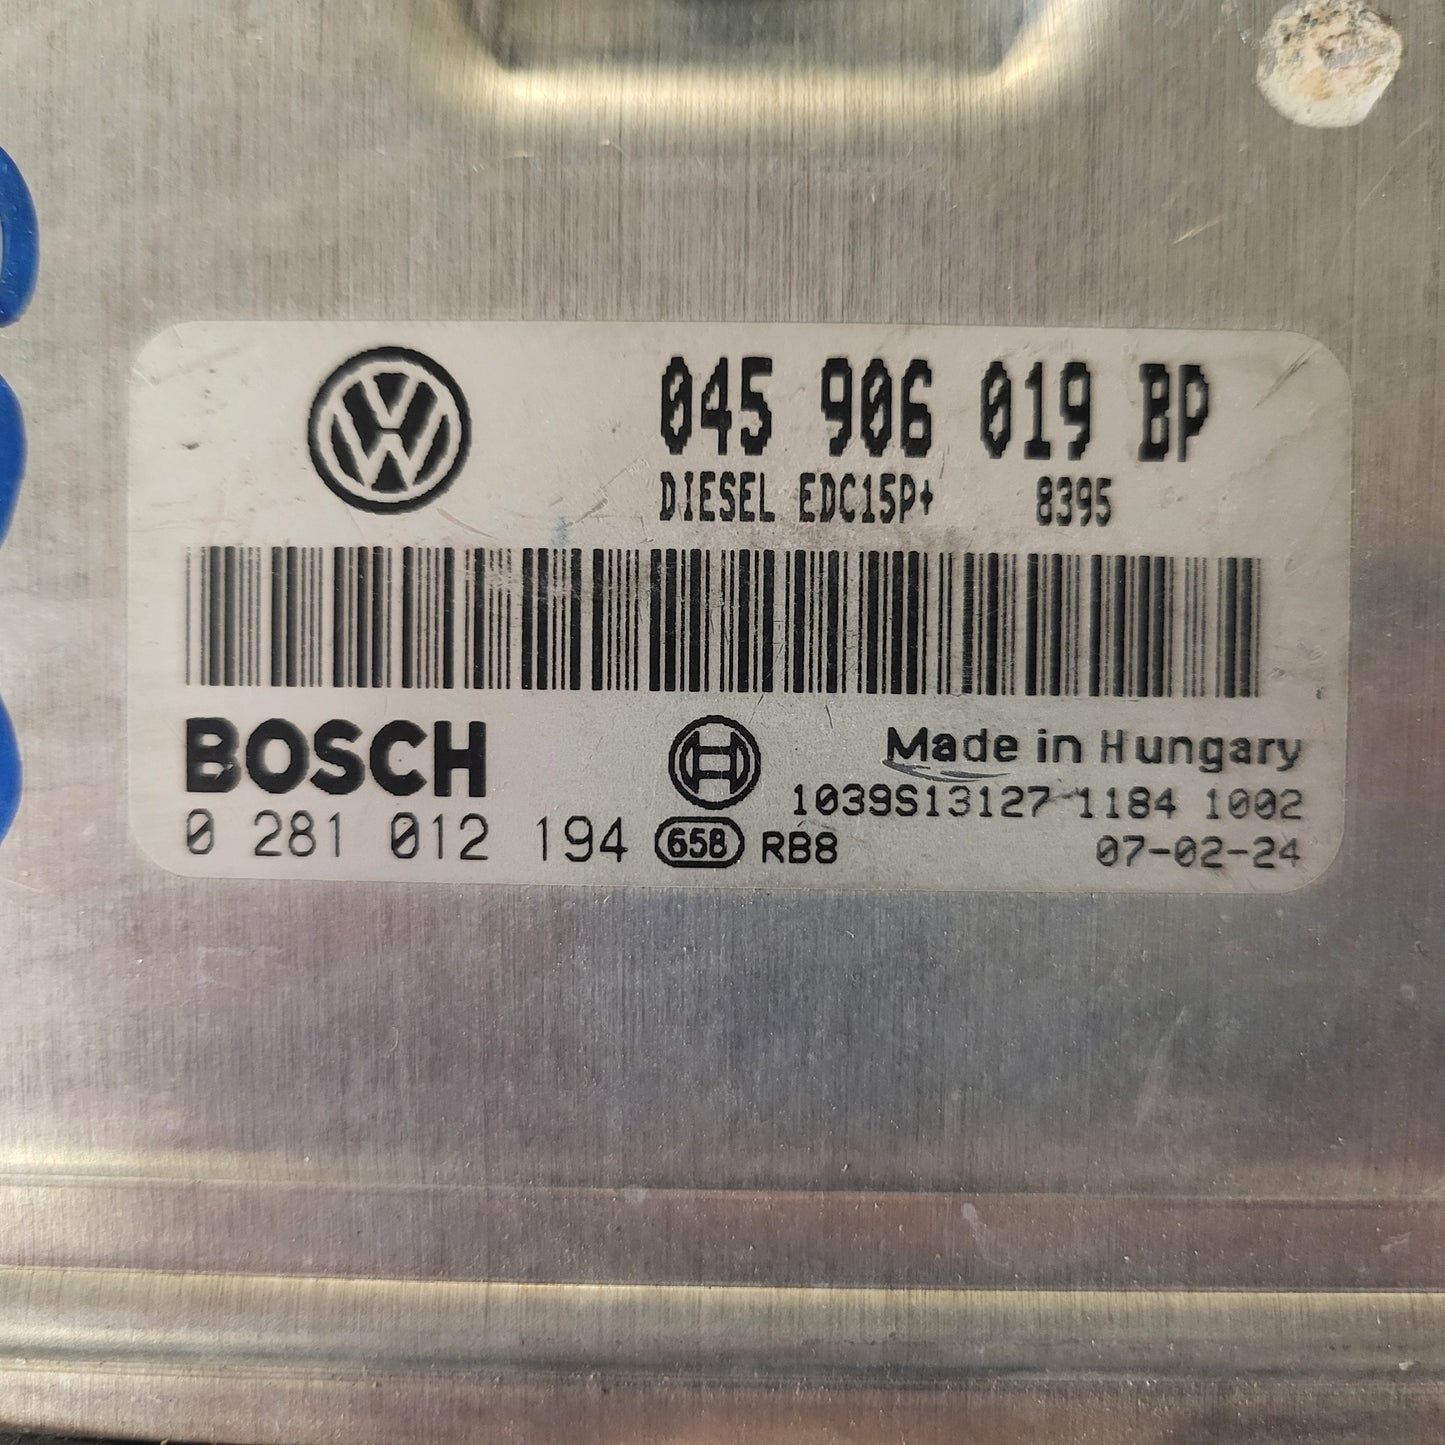 045 906 019 BP
DIESEL EDC15P+ 8395
BOSCH
Made in Hungary
1039S13127 1184 1002
0 281 012 194 658 RB8 07-02-24